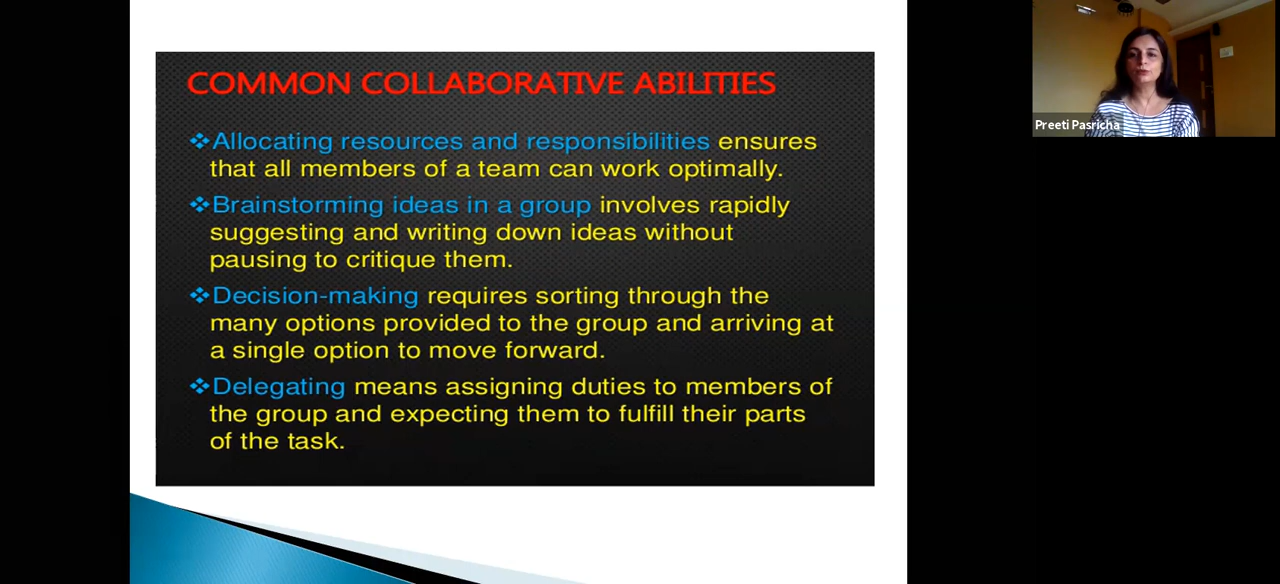 COMMON COLLABORATIVE ABILITIES
❖Allocating resources and responsibilities ensures
that all members of a team can work optimally.
❖Brainstorming ideas in a group involves rapidly
suggesting and writing down ideas without
pausing to critique them.
❖Decision-making requires sorting through the
many options provided to the group and arriving at
a single option to move forward.
❖Delegating means assigning duties to members of
the group and expecting them to fulfill their parts
of the task.
Preeti Pasricha